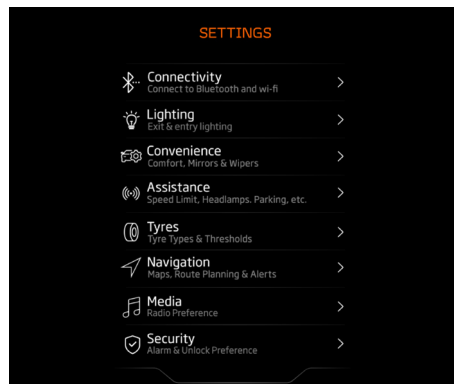 SETTINGS
Connectivity
Connect to Bluetooth and wi-fi
Lighting
Exit & entry lighting
Convenience
Comfort, Mirrors & Wipers
Assistance
Speed Limit, Headlamps. Parking, etc.
Tyres
Tyre Types & Thresholds
Navigation
Maps, Route Planning & Alerts
Media
Radio Preference
Security
Alarm & Unlock Preference